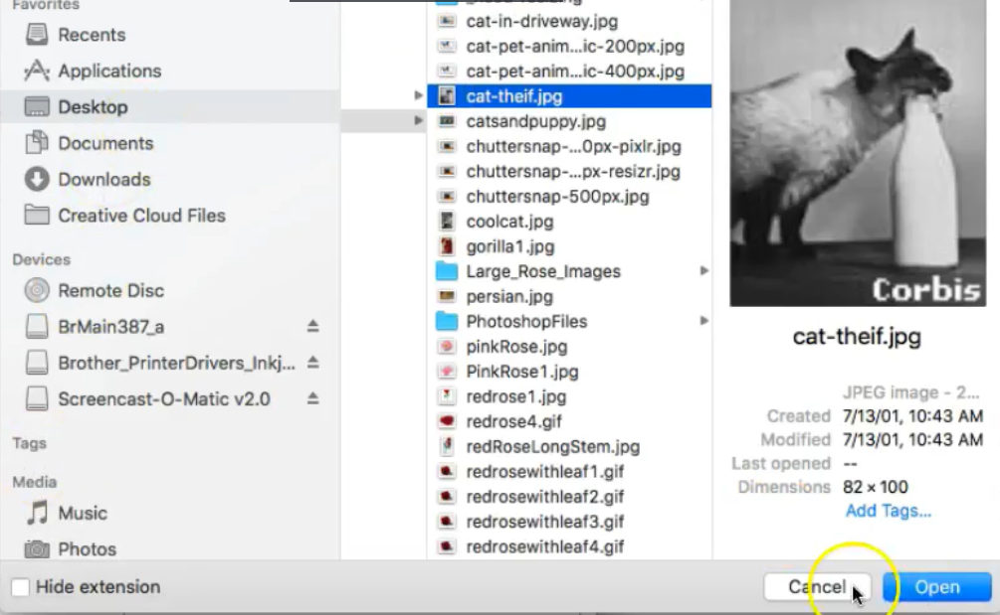 Favorites
Recents
Applications
Desktop
Documents
Downloads
Creative Cloud Files
Devices
Remote Disc
BrMain387_a
Brother_PrinterDrivers_Inkj...
Screencast-O-Matic v2.0
Tags
Media
Music
Photos
cat-in-driveway.jpg
cat-pet-anim...ic-200px.jpg
cat-pet-anim...ic-400px.jpg
cat-theif.jpg
catsandpuppy.jpg
chuttersnap-...0px-pixlr.jpg
chuttersnap-...px-resizr.jpg
chuttersnap-500px.jpg
coolcat.jpg
gorilla1.jpg
Large_Rose_Images
persian.jpg
PhotoshopFiles
pinkRose.jpg
PinkRose1.jpg
redrose1.jpg
redrose4.gif
redRoseLongStem.jpg
redrosewithleaf1.gif
redrosewithleaf2.gif
redrosewithleaf3.gif
redrosewithleaf4.gif
Corbis
cat-theif.jpg
JPEG image - 2...
Created 7/13/01, 10:43 AM
Modified 7/13/01, 10:43 AM
Last opened --
Dimensions 82 × 100
Add Tags...
Hide extension
Cancel
Open